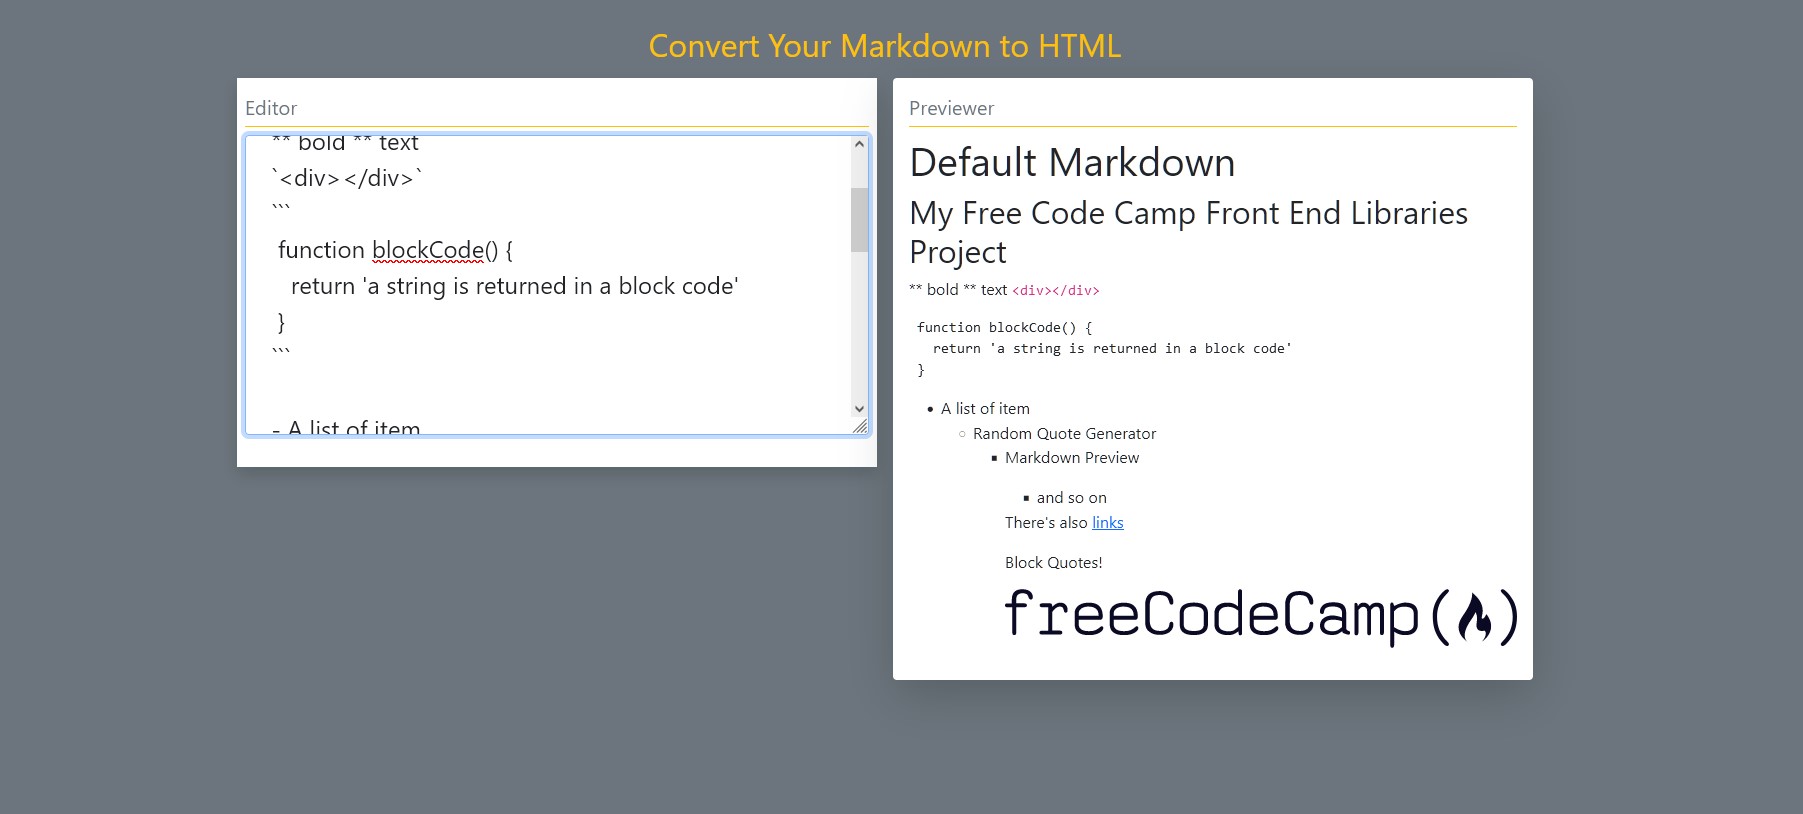 Convert Your Markdown to HTML
Editor
** bold ** text
`<div></div>`
```
function blockCode() {
return 'a string is returned in a block code'
}
```
- A list of item
Previewer
Default Markdown
My Free Code Camp Front End Libraries
Project
** bold ** text <div></div>
function blockCode() {
return 'a string is returned in a block code'
}
A list of item
Random Quote Generator
Markdown Preview
and so on
There's also links
Block Quotes!
freeCodeCamp( )